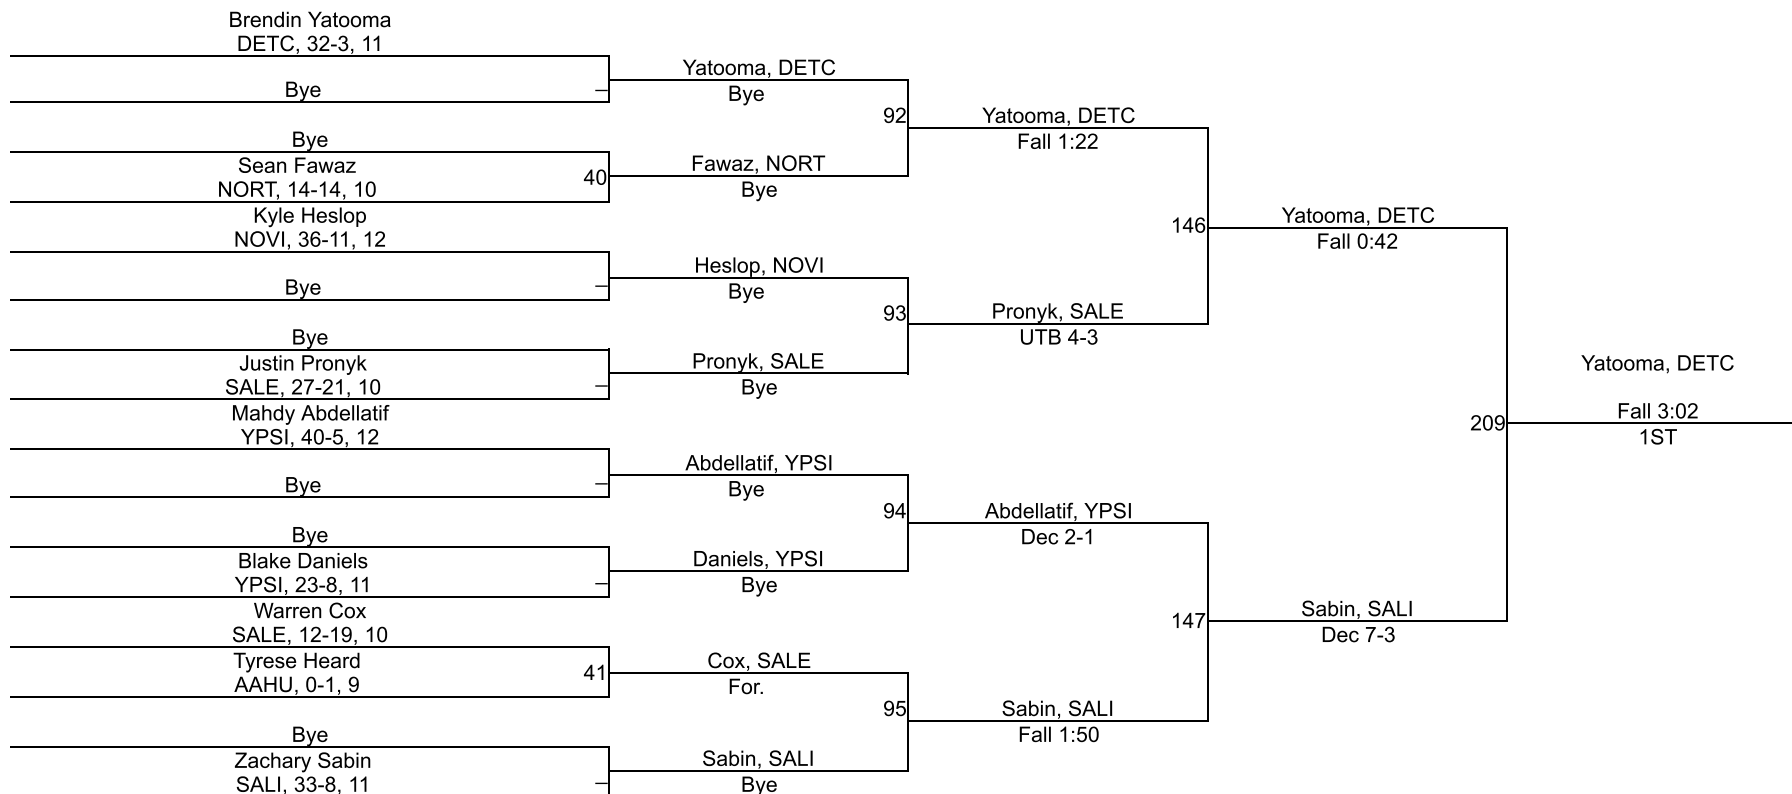 Brendin Yatooma
DETC, 32-3, 11
Bye
–
Bye
Sean Fawaz
NORT, 14-14, 10
40
Kyle Heslop
NOVI, 36-11, 12
Bye
–
Bye
Justin Pronyk
SALE, 27-21, 10
–
Mahdy Abdellatif
YPSI, 40-5, 12
Bye
–
Bye
Blake Daniels
YPSI, 23-8, 11
–
Warren Cox
SALE, 12-19, 10
Tyrese Heard
AAHU, 0-1, 9
41
Bye
Zachary Sabin
SALI, 33-8, 11
–
Yatooma, DETC
Bye
92
Fawaz, NORT
Bye
Heslop, NOVI
Bye
93
Pronyk, SALE
Bye
Abdellatif, YPSI
Bye
94
Daniels, YPSI
Bye
Cox, SALE
For.
95
Sabin, SALI
Bye
Yatooma, DETC
Fall 1:22
146
Pronyk, SALE
UTB 4-3
Abdellatif, YPSI
Dec 2-1
147
Sabin, SALI
Fall 1:50
Yatooma, DETC
Fall 0:42
209
Sabin, SALI
Dec 7-3
Yatooma, DETC
Fall 3:02
1ST